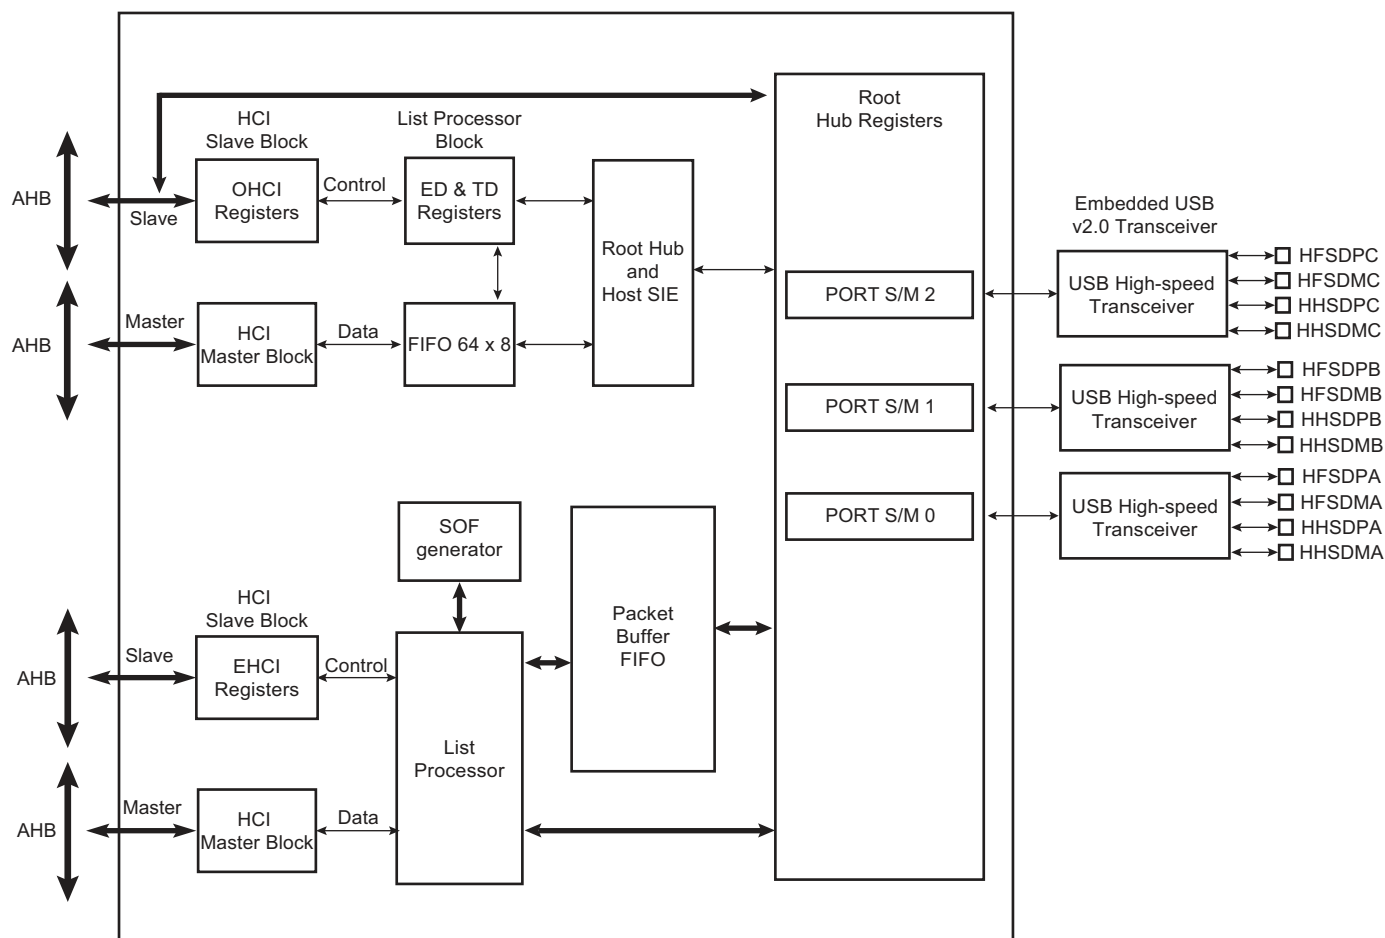 Root
Hub Registers
HCI
Slave Block
List Processor
Block
AHB
Slave
OHCI
Registers
Control
ED & TD
Registers
Root Hub
and
Host SIE
AHB
Master
HCI
Master Block
Data
FIFO 64 x 8
PORT S/M 2
PORT S/M 1
PORT S/M 0
Embedded USB
v2.0 Transceiver
USB High-speed
Transceiver
HFSDPC
HFSDMC
HHSDPC
HHSDMC
USB High-speed
Transceiver
HFSDPB
HFSDMB
HHSDPB
HHSDMB
USB High-speed
Transceiver
HFSDPA
HFSDMA
HHSDPA
HHSDMA
SOF
generator
Packet
Buffer
FIFO
HCI
Slave Block
AHB
Slave
EHCI
Registers
Control
List
Processor
AHB
Master
HCI
Master Block
Data